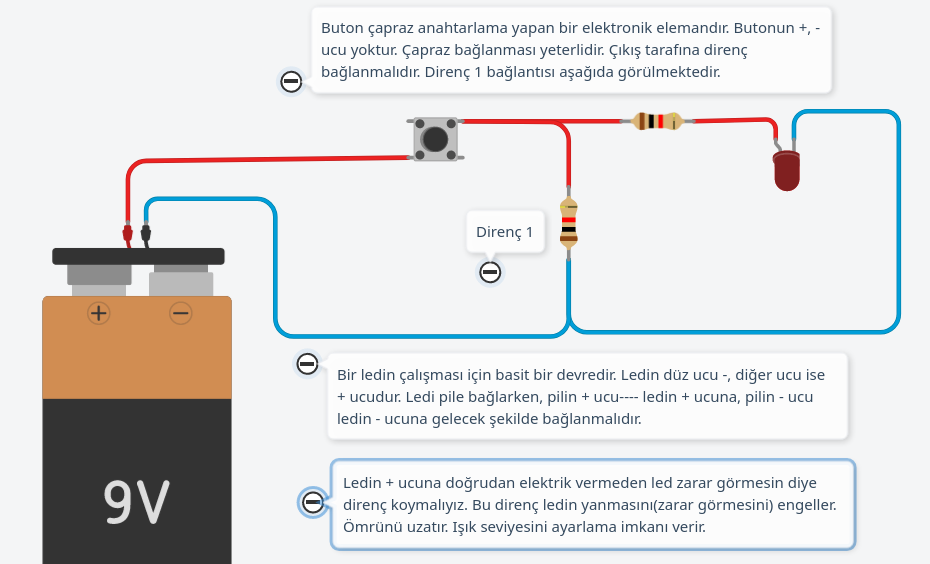 Buton çapraz anahtarlama yapan bir elektronik elemandır. Butonun +, -
ucu yoktur. Çapraz bağlanması yeterlidir. Çıkış tarafına direnç
bağlanmalıdır. Direnç 1 bağlantısı aşağıda görülmektedir.
Direnç 1
+ −
Bir ledin çalışması için basit bir devredir. Ledin düz ucu -, diğer ucu ise
+ ucudur. Ledi pile bağlarken, pilin + ucu---- ledin + ucuna, pilin - ucu
ledin - ucuna gelecek şekilde bağlanmalıdır.
Ledin + ucuna doğrudan elektrik vermeden led zarar görmesin diye
direnç koymalıyız. Bu direnç ledin yanmasını(zarar görmesini) engeller.
Ömrünü uzatır. Işık seviyesini ayarlama imkanı verir.
9V